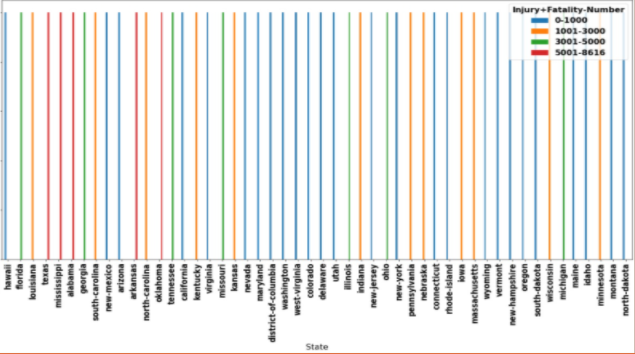 Injury+Fatality-Number
0-1000
1001-3000
3001-5000
5001-8616
hawaii
florida
louisiana
texas
mississippi
alabama
georgia
south-carolina
new-mexico
arizona
arkansas
north-carolina
oklahoma
tennessee
california
kentucky
virginia
missouri
kansas
nevada
maryland
district-of-columbia
washington
west-virginia
colorado
delaware
utah
illinois
indiana
new-jersey
ohio
new-york
pennsylvania
nebraska
connecticut
rhode-island
iowa
massachusetts
wyoming
vermont
new-hampshire
oregon
south-dakota
wisconsin
michigan
maine
idaho
minnesota
montana
north-dakota
State